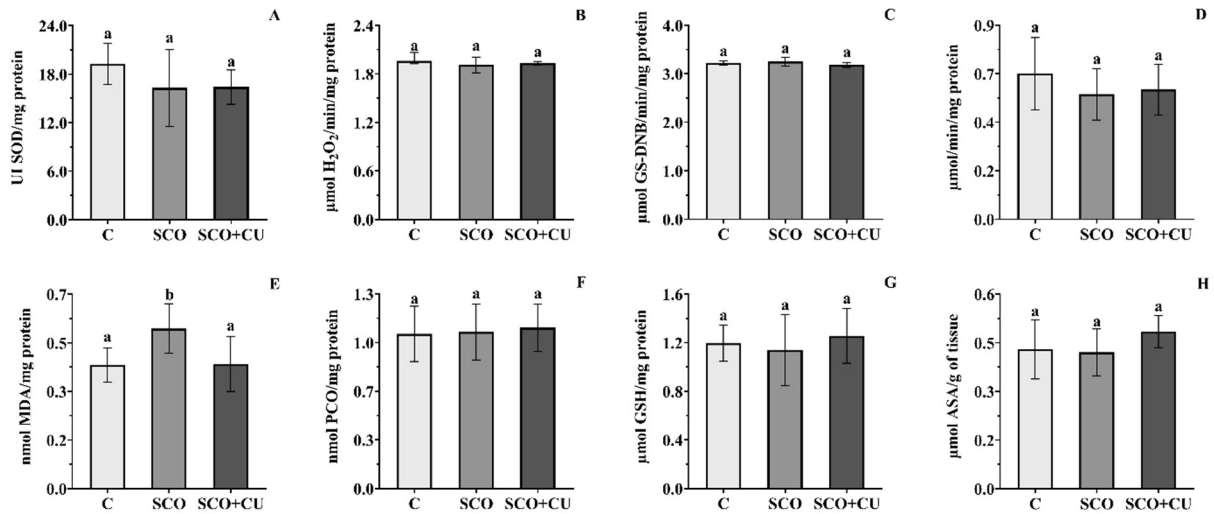 A
UI SOD/mg protein
24.0
18.0
12.0
6.0
0.0
a
a
a
C
SCO
SCO+CU
B
µmol H₂O₂/min/mg protein
2.4
1.8
1.2
0.6
0.0
a
a
a
C
SCO
SCO+CU
C
µmol GS-DNB/min/mg protein
4.0
3.0
2.0
1.0
0.0
a
a
a
C
SCO
SCO+CU
D
µmol/min/mg protein
0.9
0.7
0.4
0.2
0.0
a
a
a
C
SCO
SCO+CU
E
nmol MDA/mg protein
0.7
0.5
0.3
0.2
0.0
a
b
a
C
SCO
SCO+CU
F
nmol PCO/mg protein
1.3
1.0
0.7
0.3
0.0
a
a
a
C
SCO
SCO+CU
G
µmol GSH/mg protein
1.6
1.2
0.8
0.4
0.0
a
a
a
C
SCO
SCO+CU
H
µmol ASA/g of tissue
0.6
0.5
0.3
0.2
0.0
a
a
a
C
SCO
SCO+CU